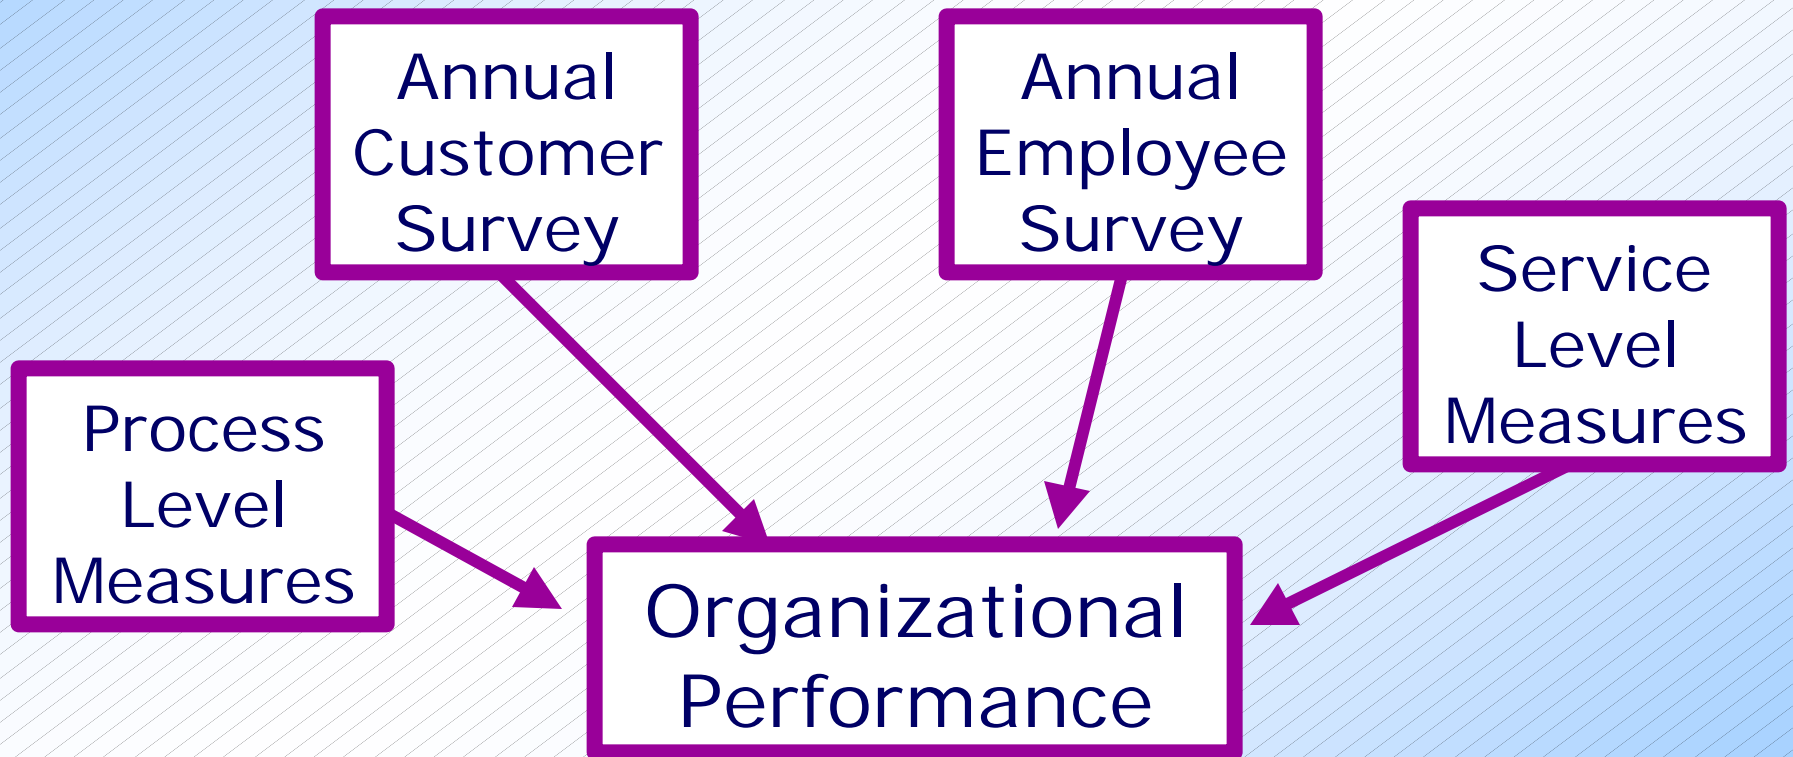 Annual
Customer
Survey
Annual
Employee
Survey
Service
Level
Measures
Process
Level
Measures
Organizational
Performance